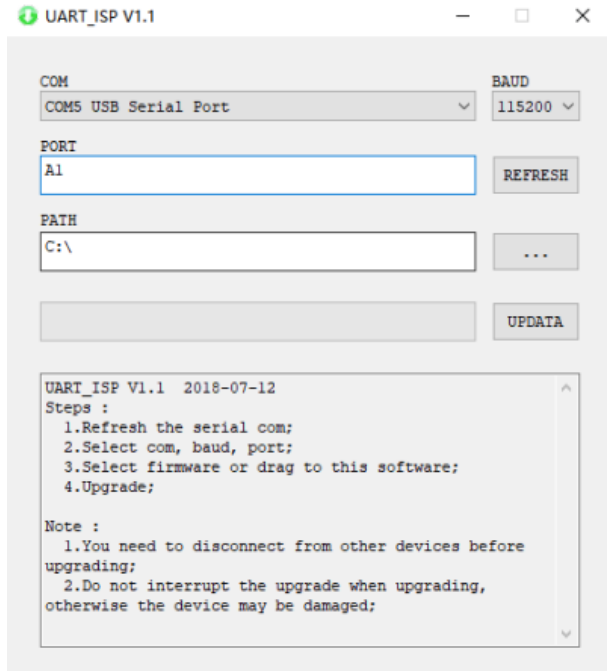 UART_ISP V1.1
COM
BAUD
COM5 USB Serial Port
115200
PORT
A1
REFRESH
PATH
C:\
...
UPDATA
UART_ISP V1.1  2018-07-12
Steps :
1.Refresh the serial com;
2.Select com, baud, port;
3.Select firmware or drag to this software;
4.Upgrade;
Note :
1.You need to disconnect from other devices before
upgrading;
2.Do not interrupt the upgrade when upgrading,
otherwise the device may be damaged;